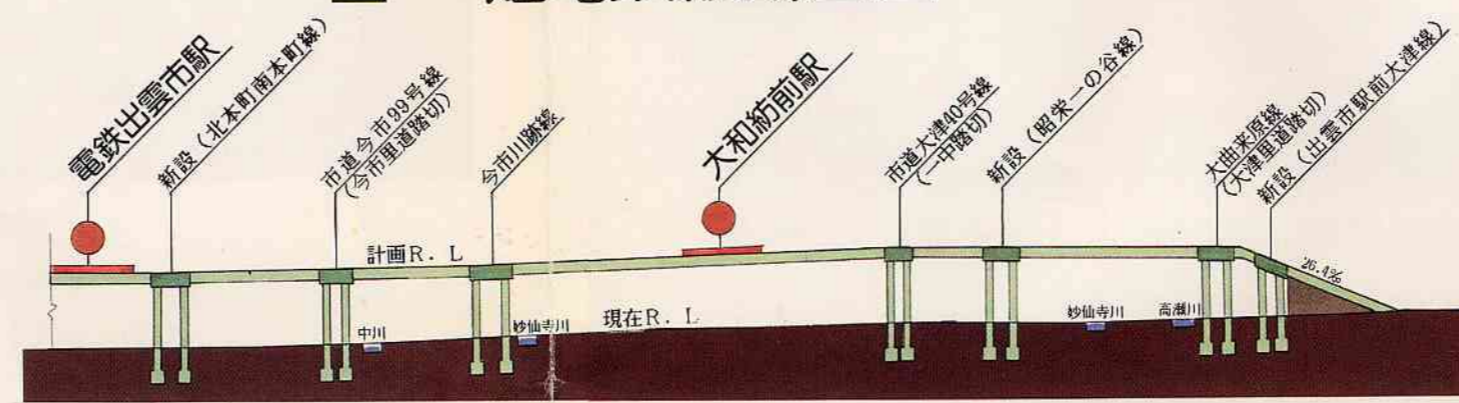 電鉄出雲市駅
新設（北本町南本町線）
市道今市99号線
（今市里道踏切）
今市川跡線
大和紡前駅
市道大津40号線
（一中踏切）
新設（昭栄一の谷線）
大曲来原線
（大津里道踏切）
新設（出雲市駅前大津線）
計画R．L
26.4‰
現在R．L
中川
妙仙寺川
妙仙寺川
高瀬川